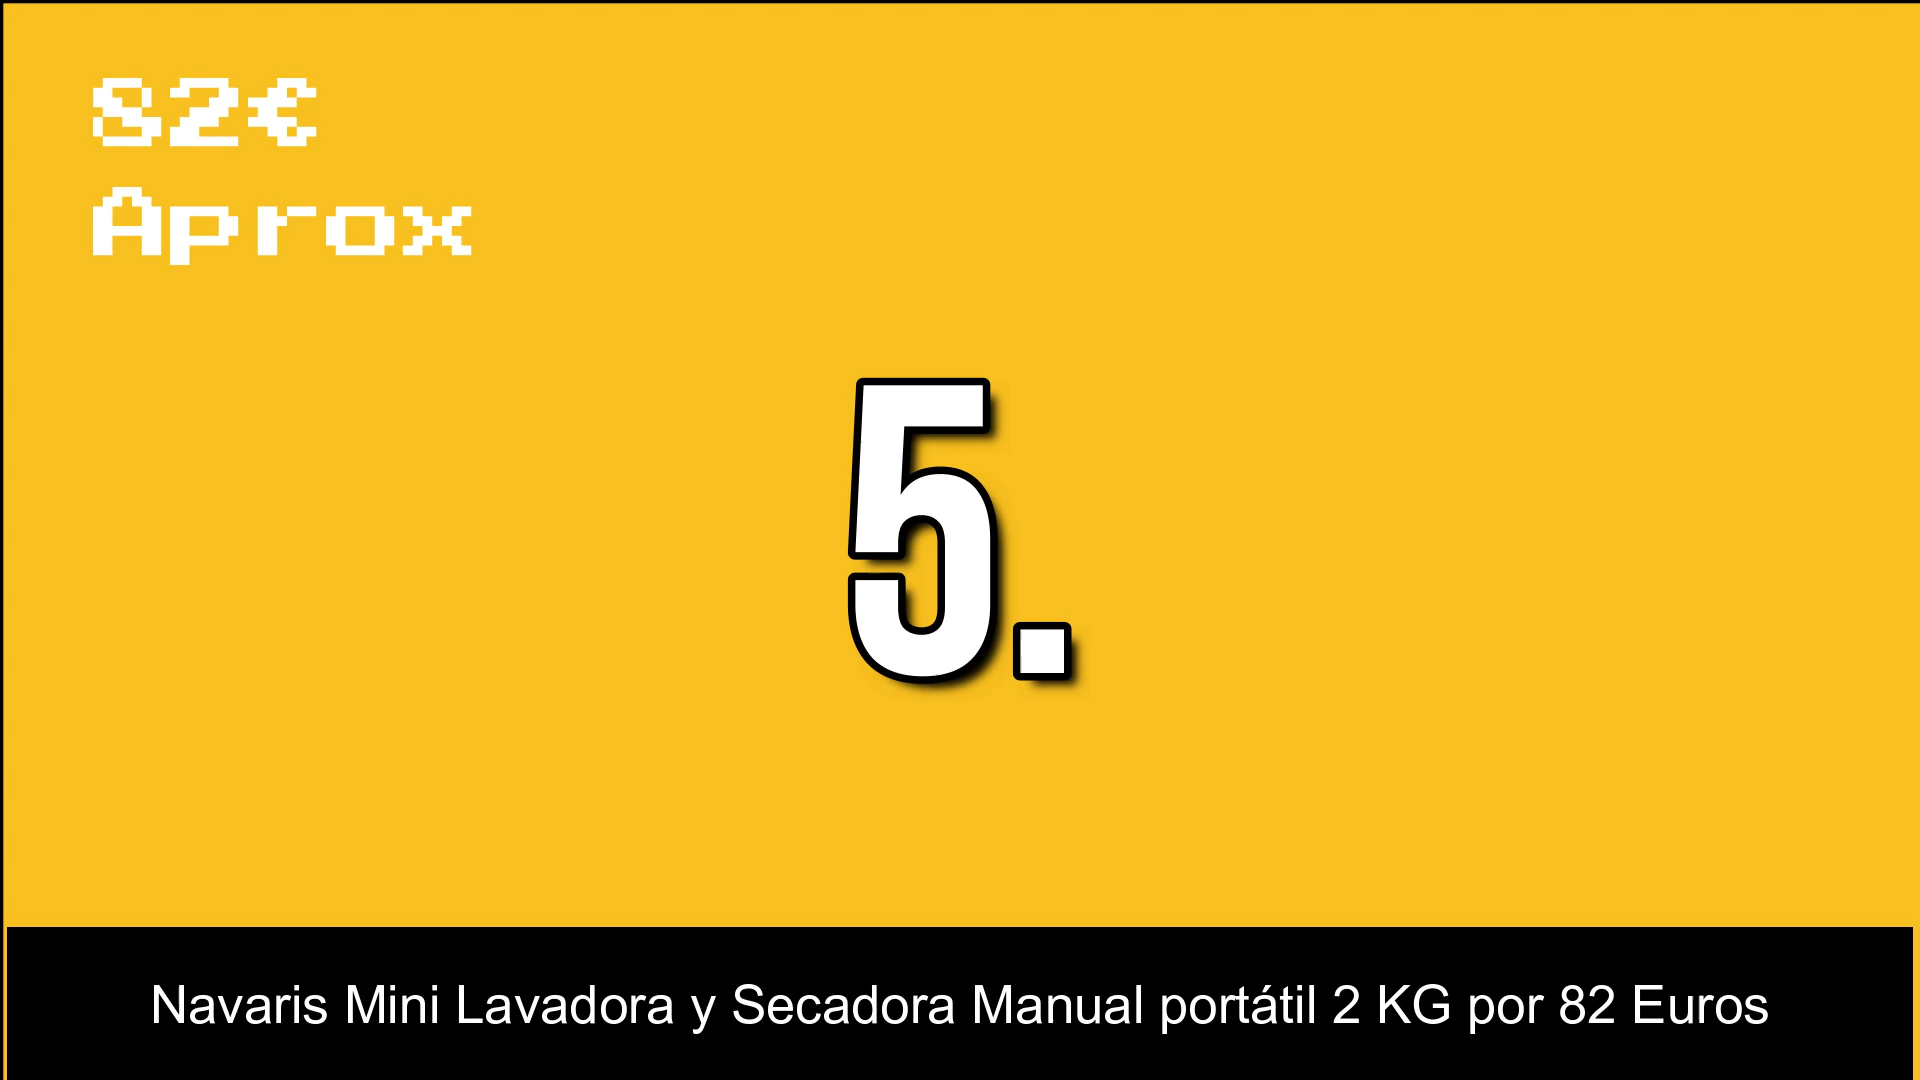 82€
Aprox
5.
Navaris Mini Lavadora y Secadora Manual portátil 2 KG por 82 Euros